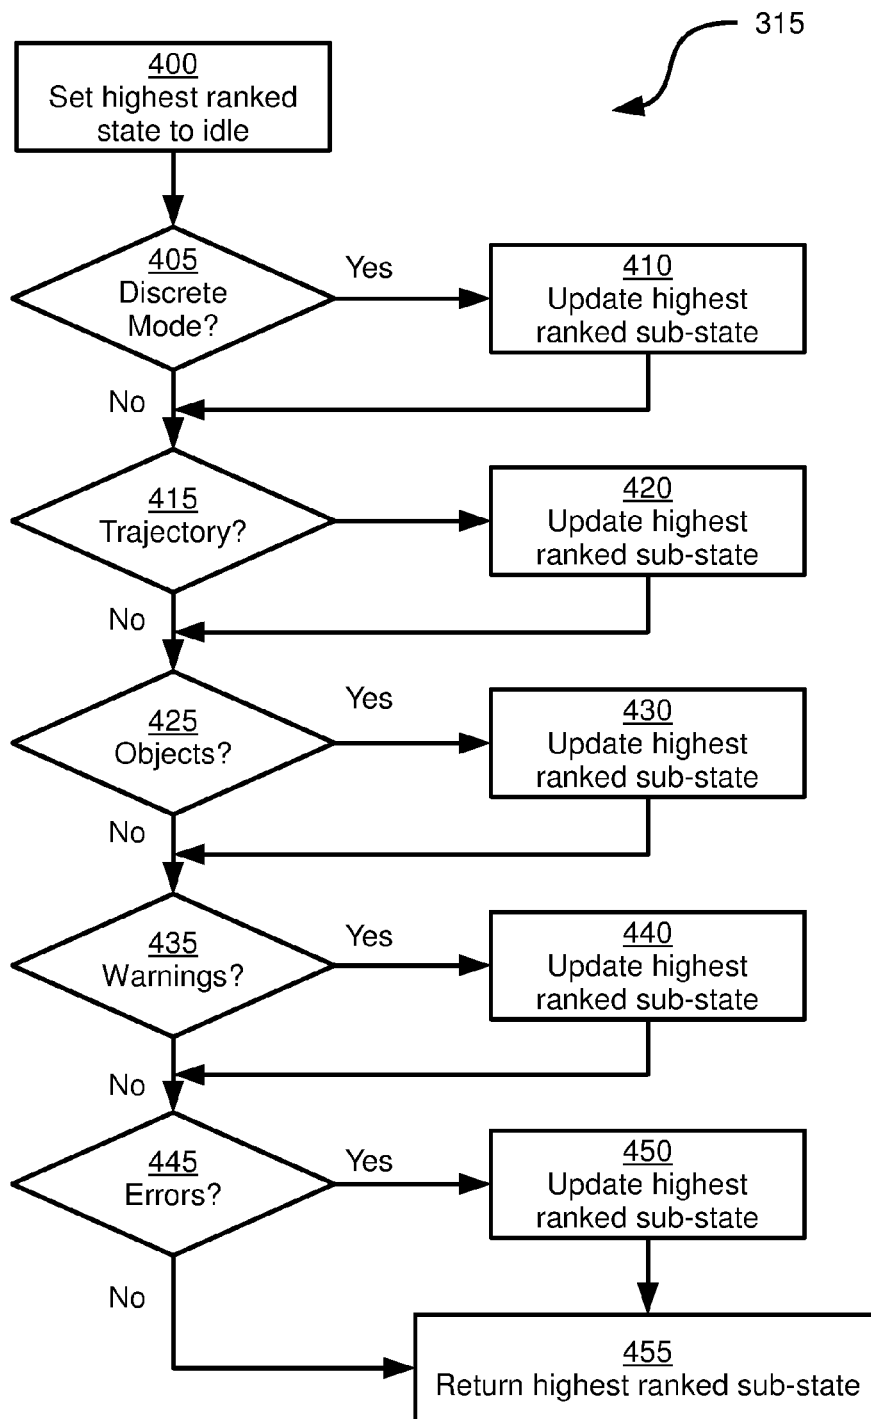 315
400
Set highest ranked
state to idle
405
Discrete
Mode?
Yes
410
Update highest
ranked sub-state
No
415
Trajectory?
420
Update highest
ranked sub-state
No
425
Objects?
Yes
430
Update highest
ranked sub-state
No
435
Warnings?
Yes
440
Update highest
ranked sub-state
No
445
Errors?
Yes
450
Update highest
ranked sub-state
No
455
Return highest ranked sub-state